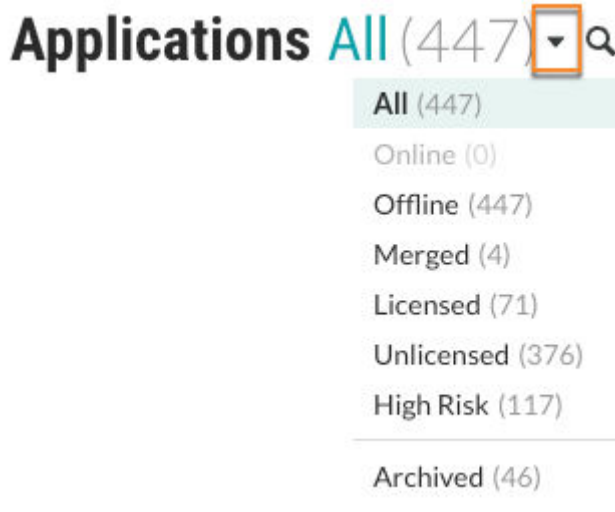 Applications All (447)
All (447)
Online (0)
Offline (447)
Merged (4)
Licensed (71)
Unlicensed (376)
High Risk (117)
Archived (46)